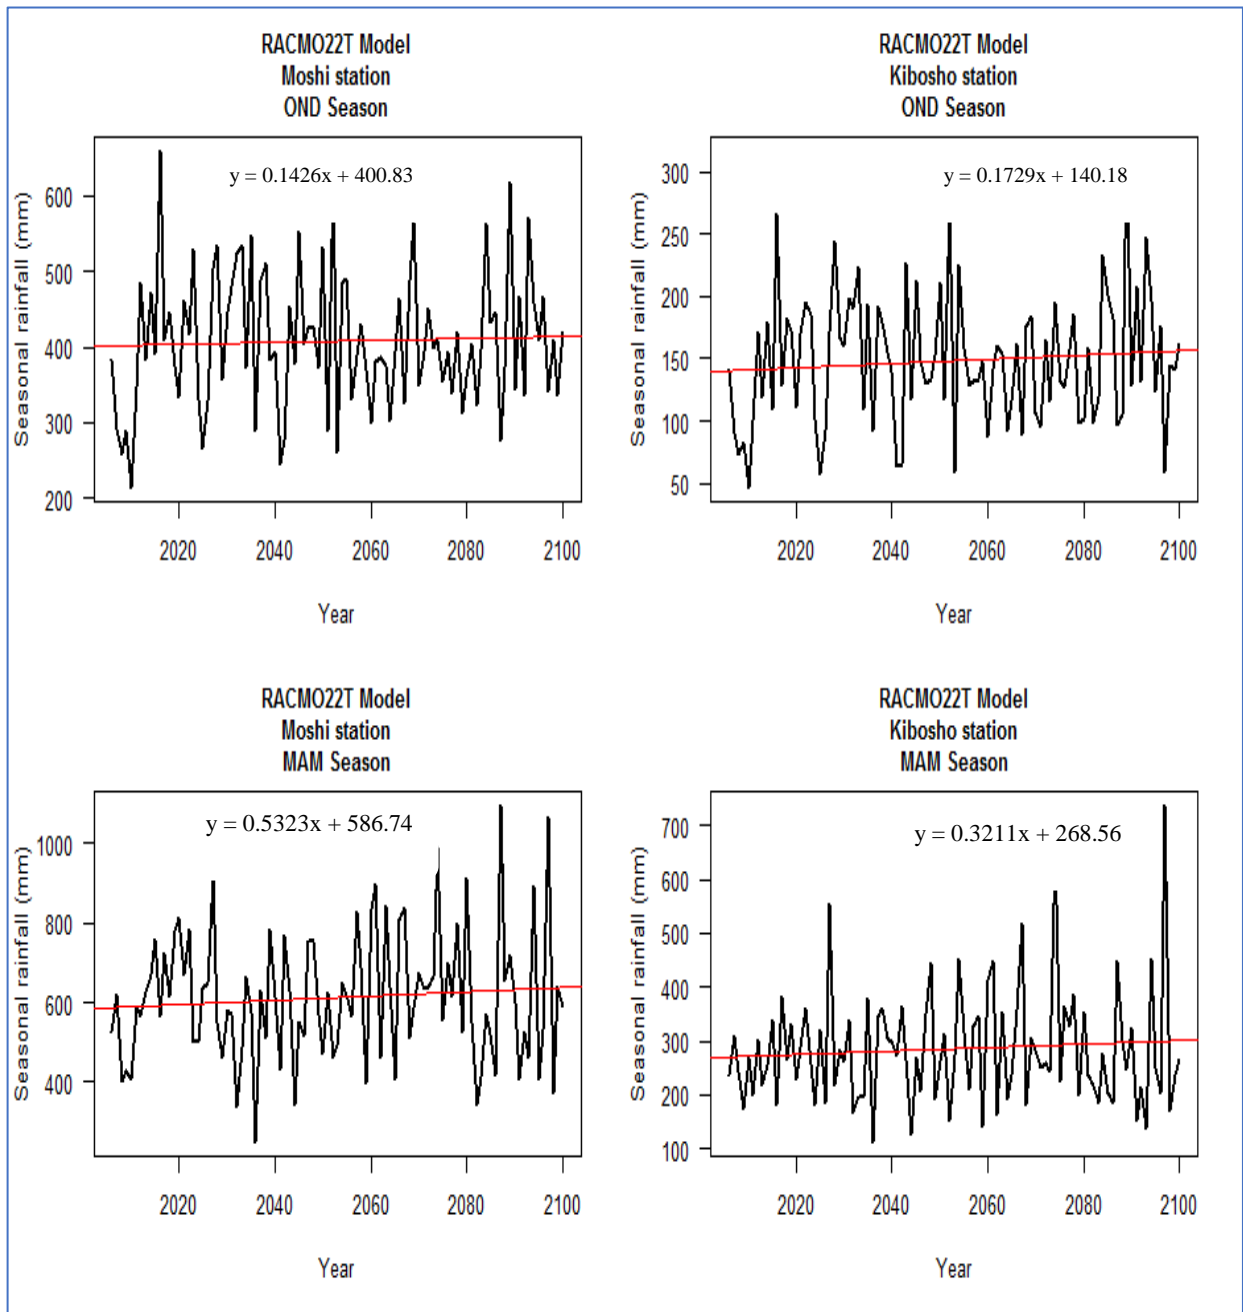 RACMO22T Model
Moshi station
OND Season
y = 0.1426x + 400.83
Seasonal rainfall (mm)
600
500
400
300
200
2020
2040
2060
2080
2100
Year
RACMO22T Model
Kibosho station
OND Season
y = 0.1729x + 140.18
Seasonal rainfall (mm)
300
250
200
150
100
50
2020
2040
2060
2080
2100
Year
RACMO22T Model
Moshi station
MAM Season
y = 0.5323x + 586.74
Seasonal rainfall (mm)
1000
800
600
400
2020
2040
2060
2080
2100
Year
RACMO22T Model
Kibosho station
MAM Season
y = 0.3211x + 268.56
Seasonal rainfall (mm)
700
600
500
400
300
200
100
2020
2040
2060
2080
2100
Year